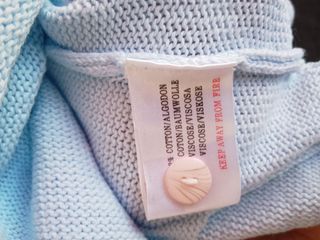 % COTTON/ALGODON
COTON/BAUMWOLLE
VISCOSE/VISCOSA
VISCOSE/VISKOSE
KEEP AWAY FROM FIRE